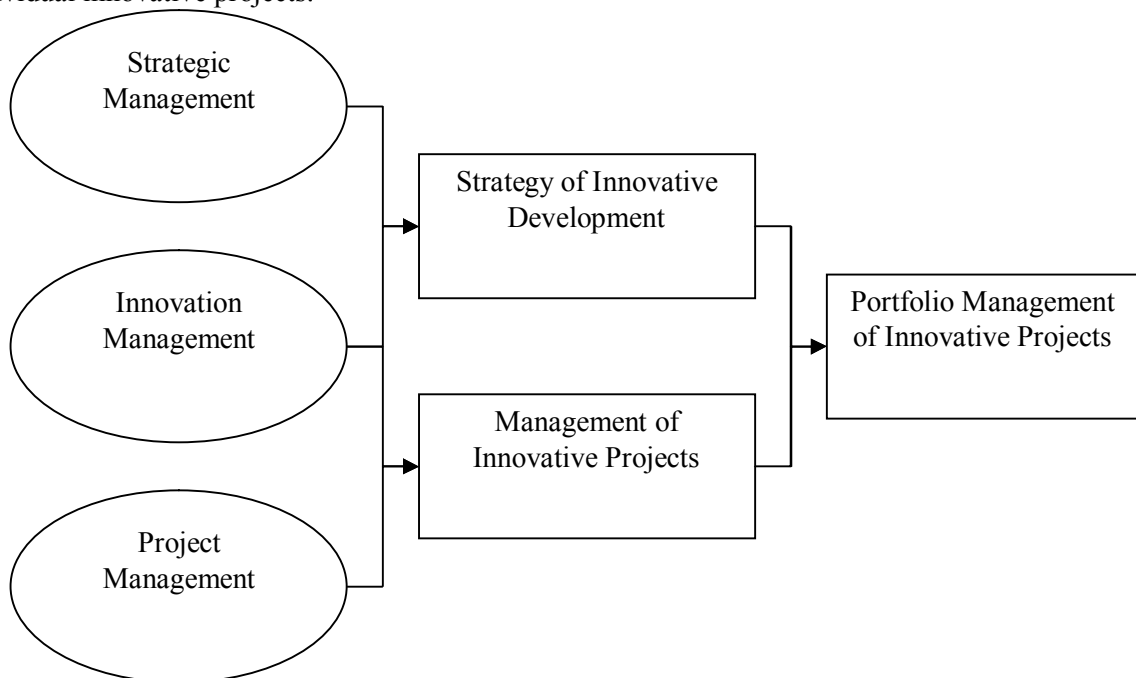 innovative projects.
Strategic
Management
Strategy of Innovative
Development
Innovation
Management
Portfolio Management
of Innovative Projects
Management of
Innovative Projects
Project
Management